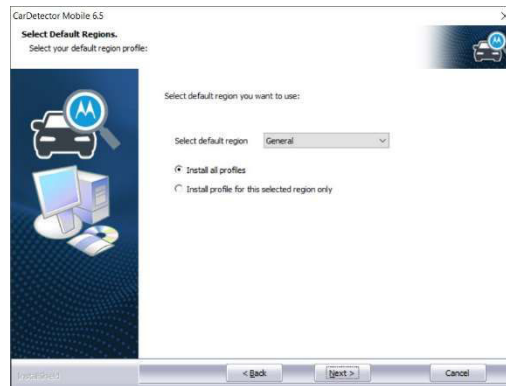 CarDetector Mobile 6.5
Select Default Regions.
Select your default region profile:
Select default region you want to use:
Select default region General
Install all profiles
Install profile for this selected region only
InstallShield
< Back Next > Cancel